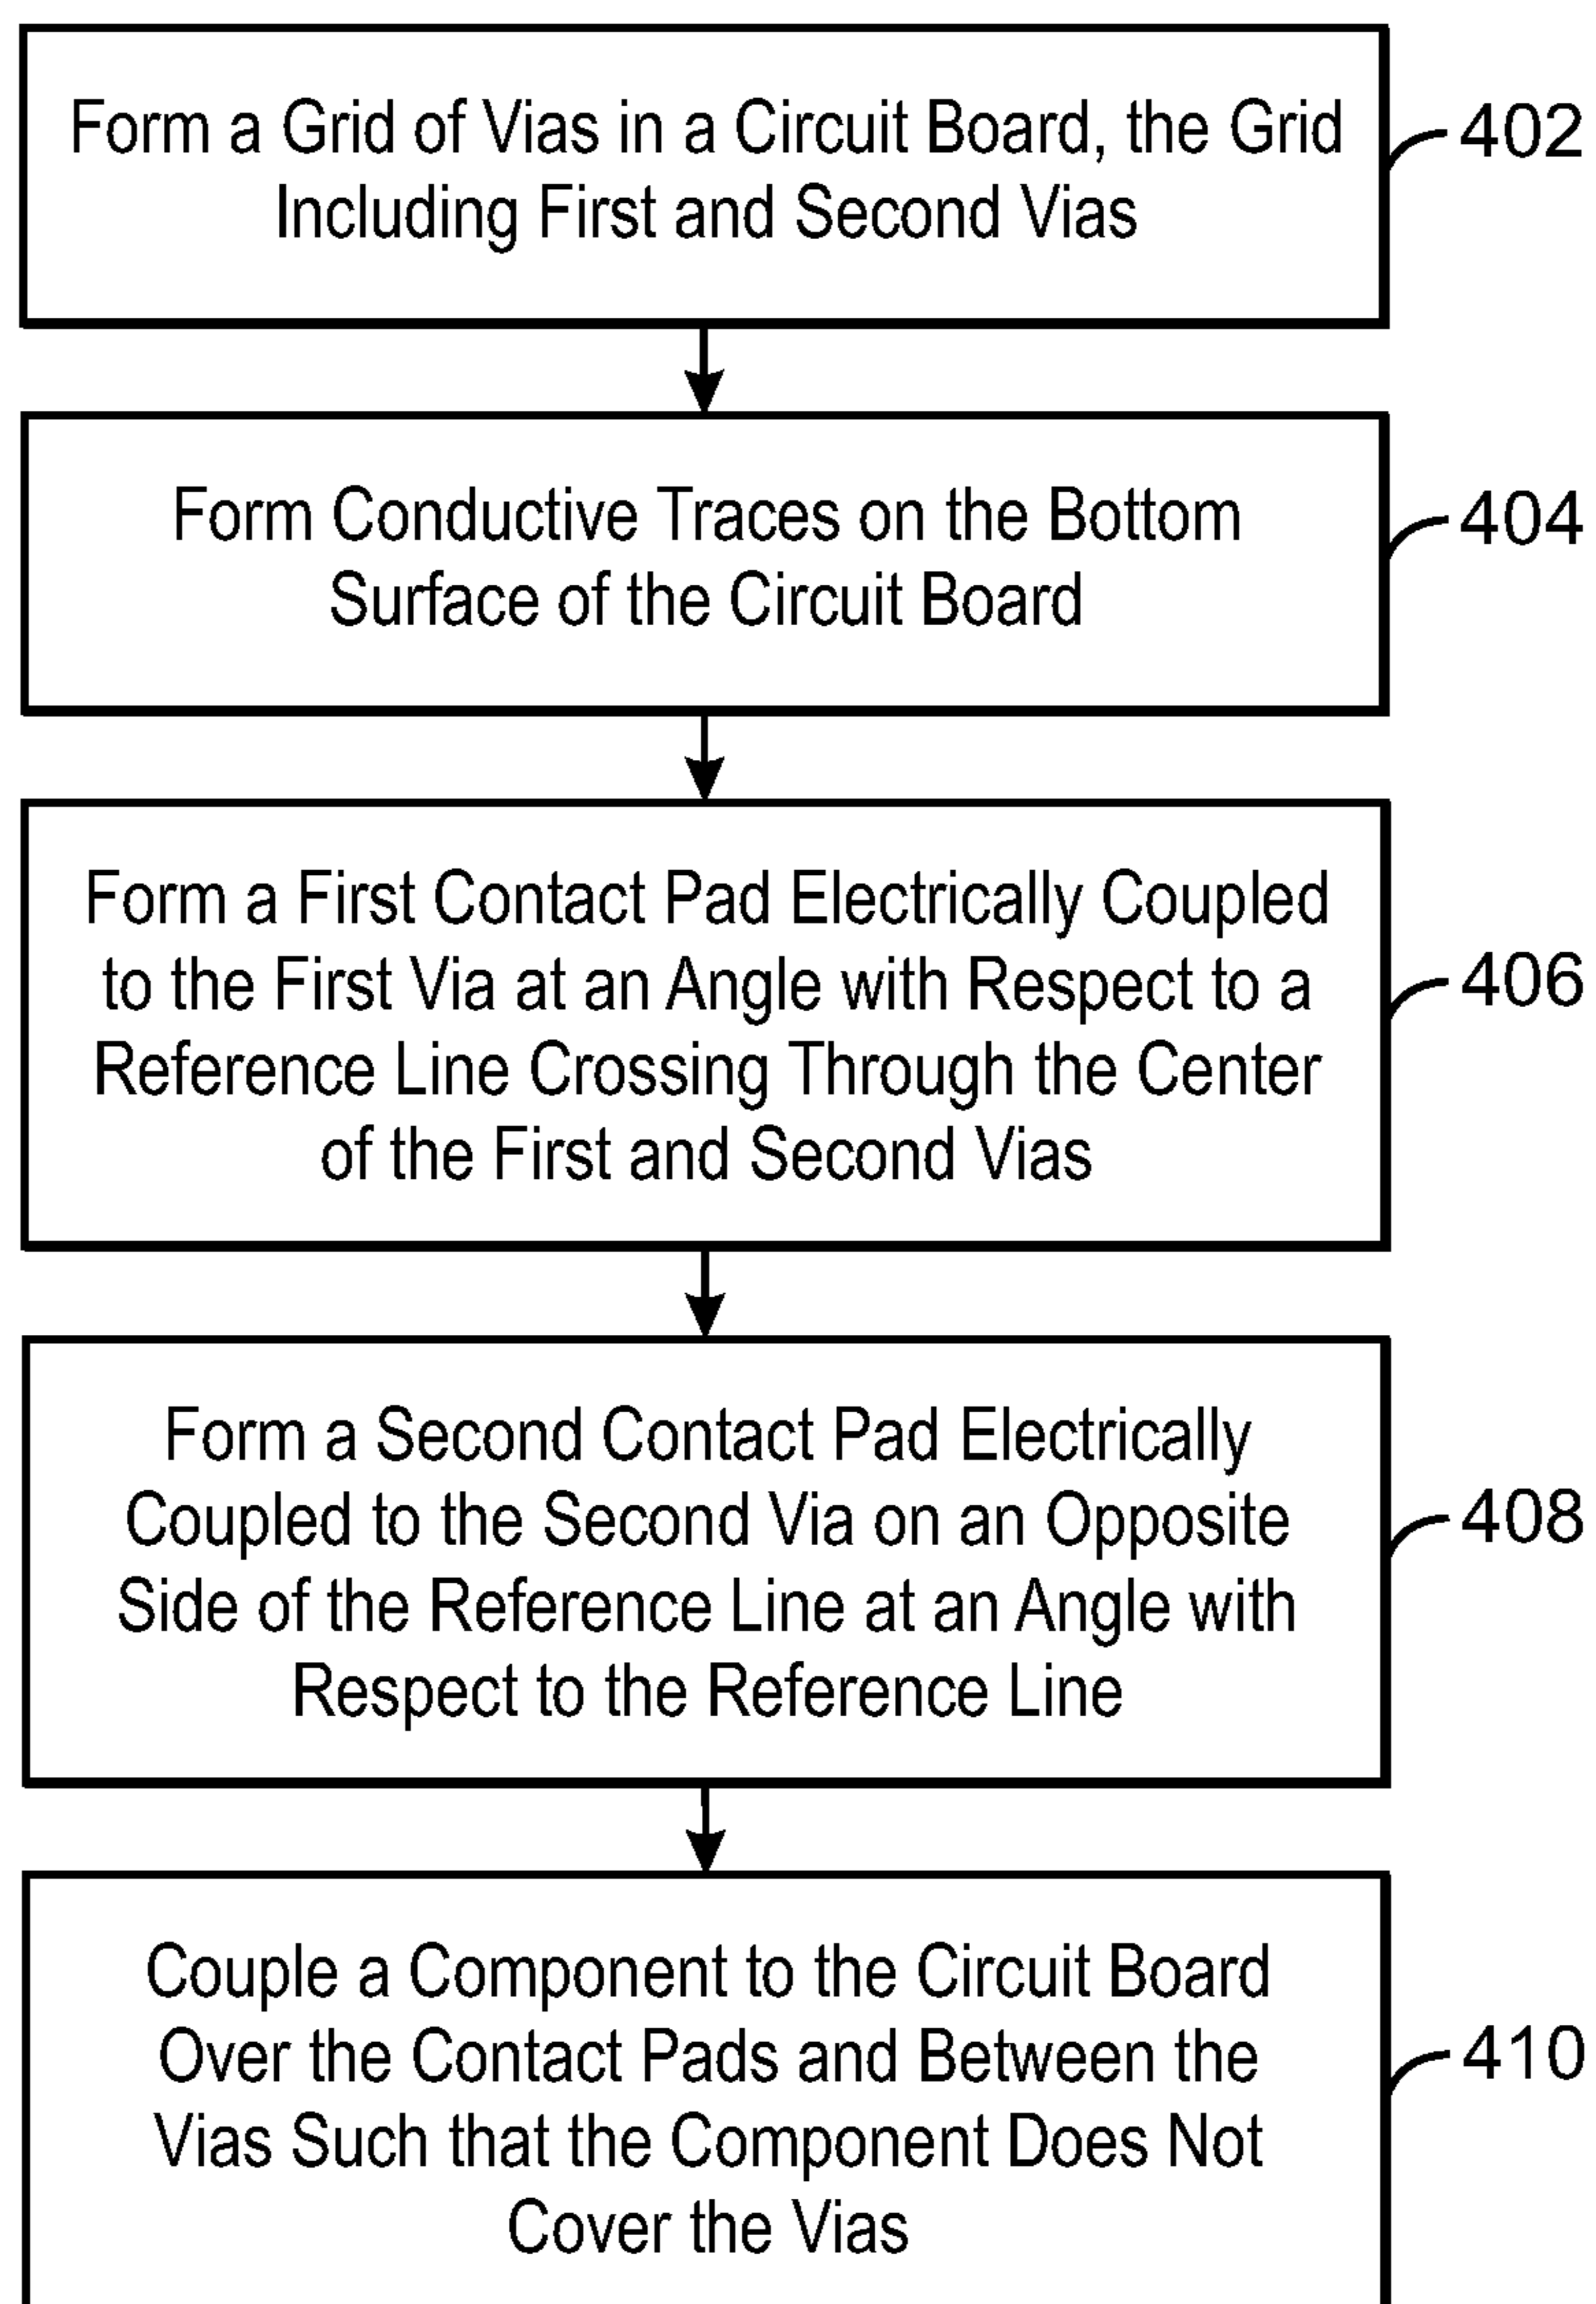 Form a Grid of Vias in a Circuit Board, the Grid
Including First and Second Vias
402
Form Conductive Traces on the Bottom
Surface of the Circuit Board
404
Form a First Contact Pad Electrically Coupled
to the First Via at an Angle with Respect to a
Reference Line Crossing Through the Center
of the First and Second Vias
406
Form a Second Contact Pad Electrically
Coupled to the Second Via on an Opposite
Side of the Reference Line at an Angle with
Respect to the Reference Line
408
Couple a Component to the Circuit Board
Over the Contact Pads and Between the
Vias Such that the Component Does Not
Cover the Vias
410